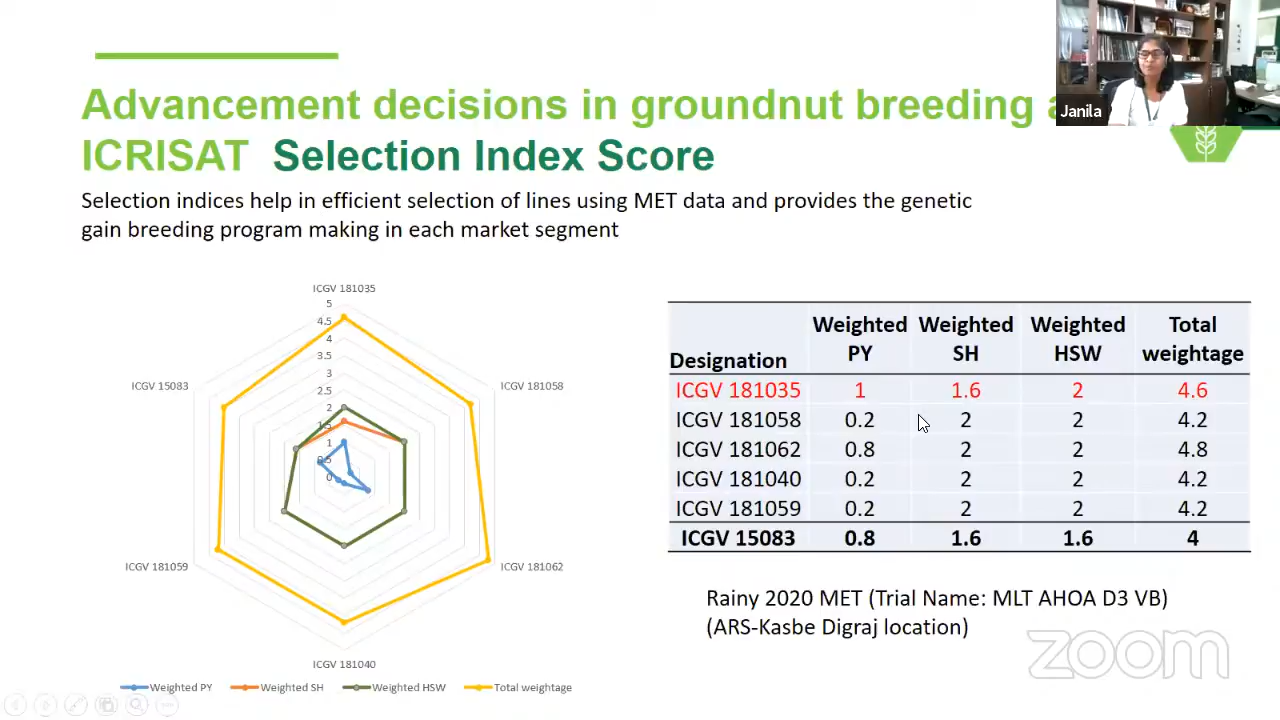 Advancement decisions in groundnut breeding
Janila
ICRISAT Selection Index Score
Selection indices help in efficient selection of lines using MET data and provides the genetic
gain breeding program making in each market segment
ICGV 181035
5
4.5
4
3.5
3
2.5
2
1.5
1
0.5
0
ICGV 15083
ICGV 181058
ICGV 181059
ICGV 181062
ICGV 181040
Weighted PY Weighted SH Weighted HSW Total weightage
Designation Weighted PY Weighted SH Weighted HSW Total weightage
ICGV 181035 1 1.6 2 4.6
ICGV 181058 0.2 2 2 4.2
ICGV 181062 0.8 2 2 4.8
ICGV 181040 0.2 2 2 4.2
ICGV 181059 0.2 2 2 4.2
ICGV 15083 0.8 1.6 1.6 4
Rainy 2020 MET (Trial Name: MLT AHOA D3 VB)
(ARS-Kasbe Digraj location)
zoom